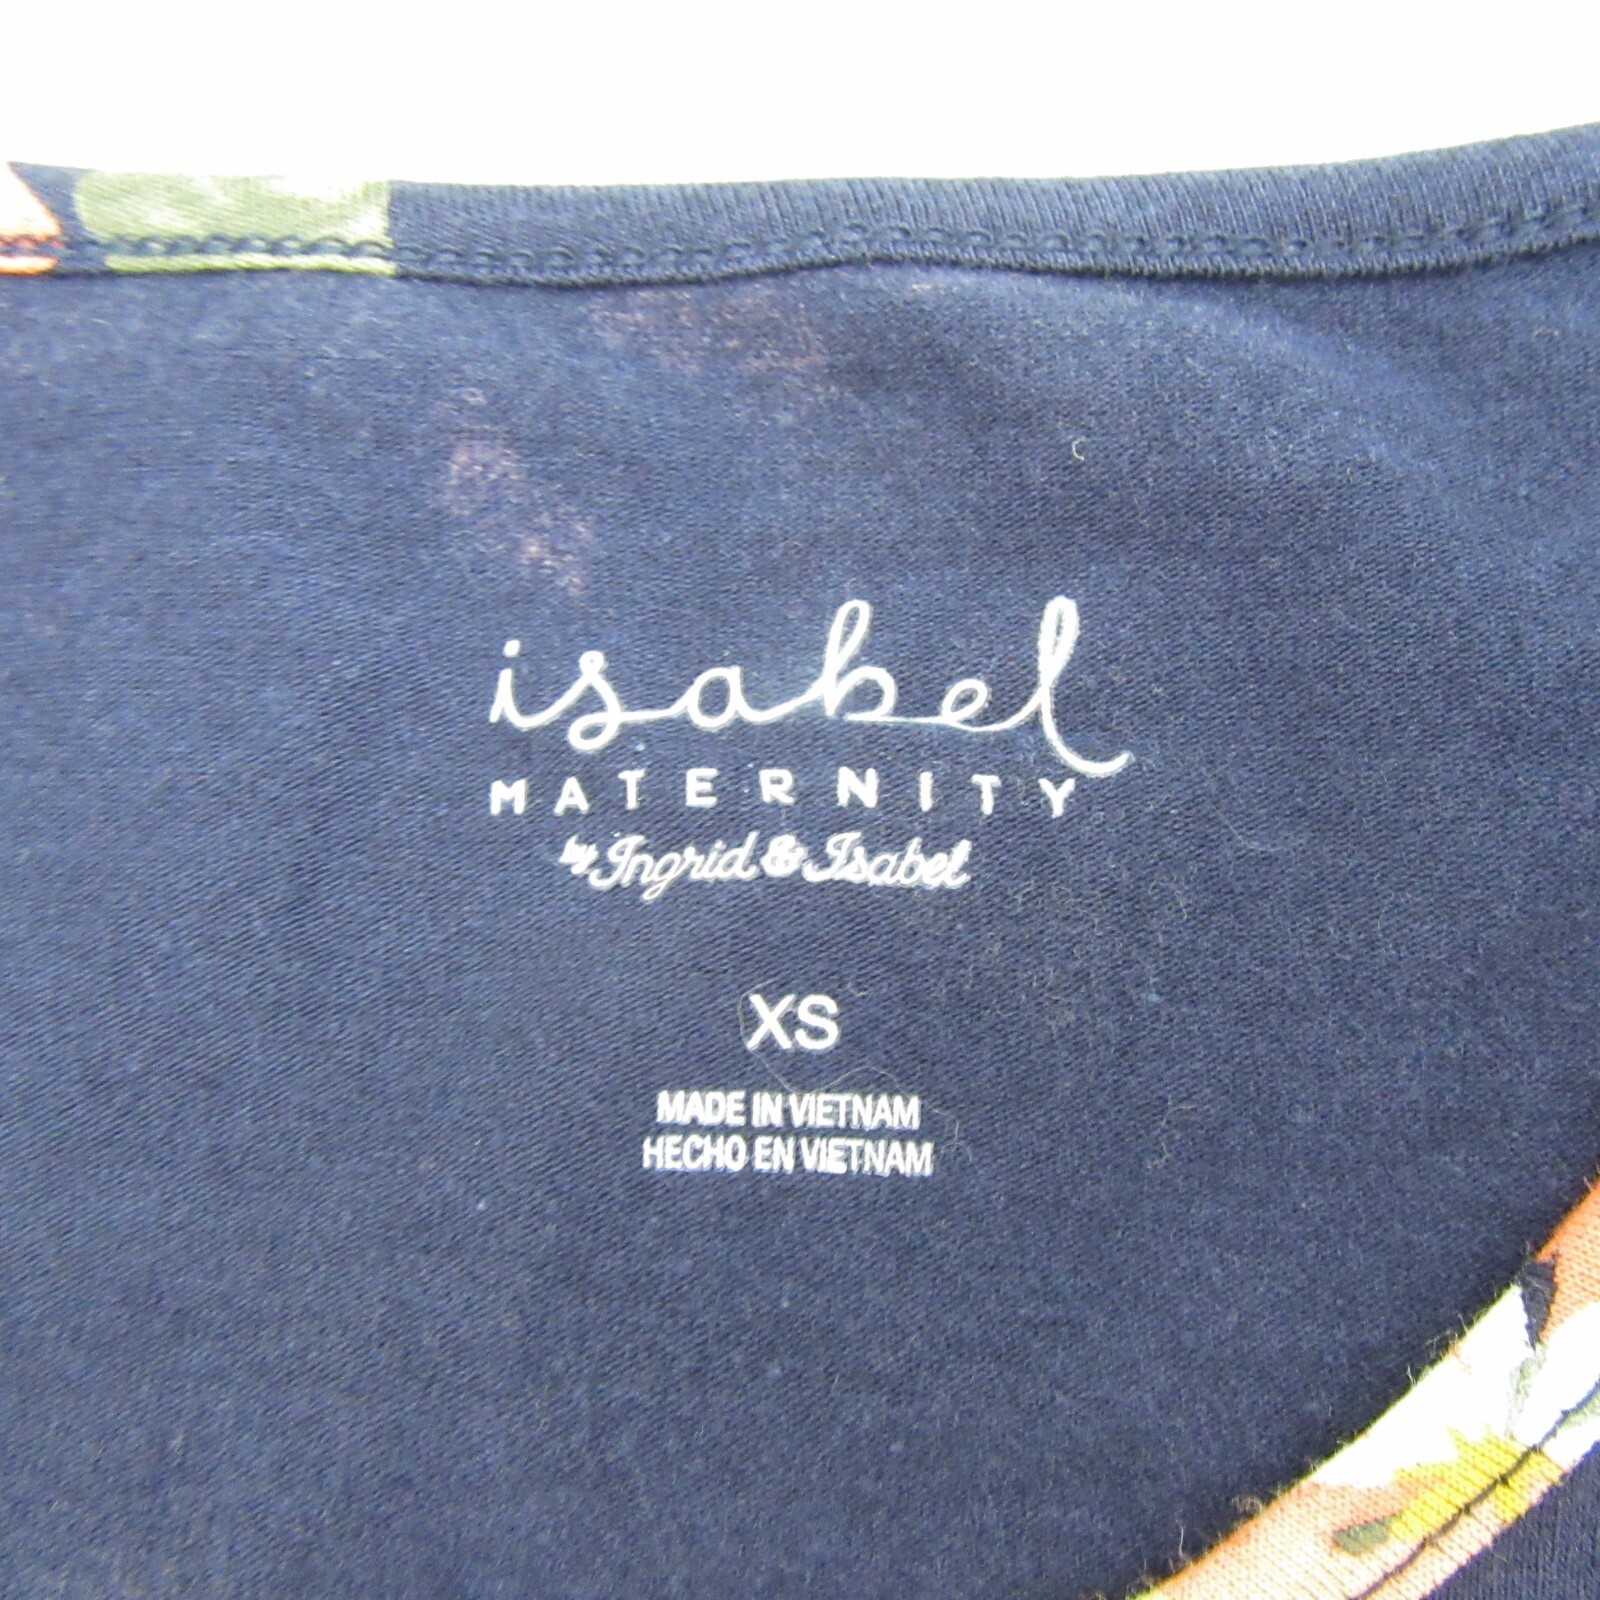 isabel
MATERNITY
by Ingrid & Isabel
XS
MADE IN VIETNAM
HECHO EN VIETNAM